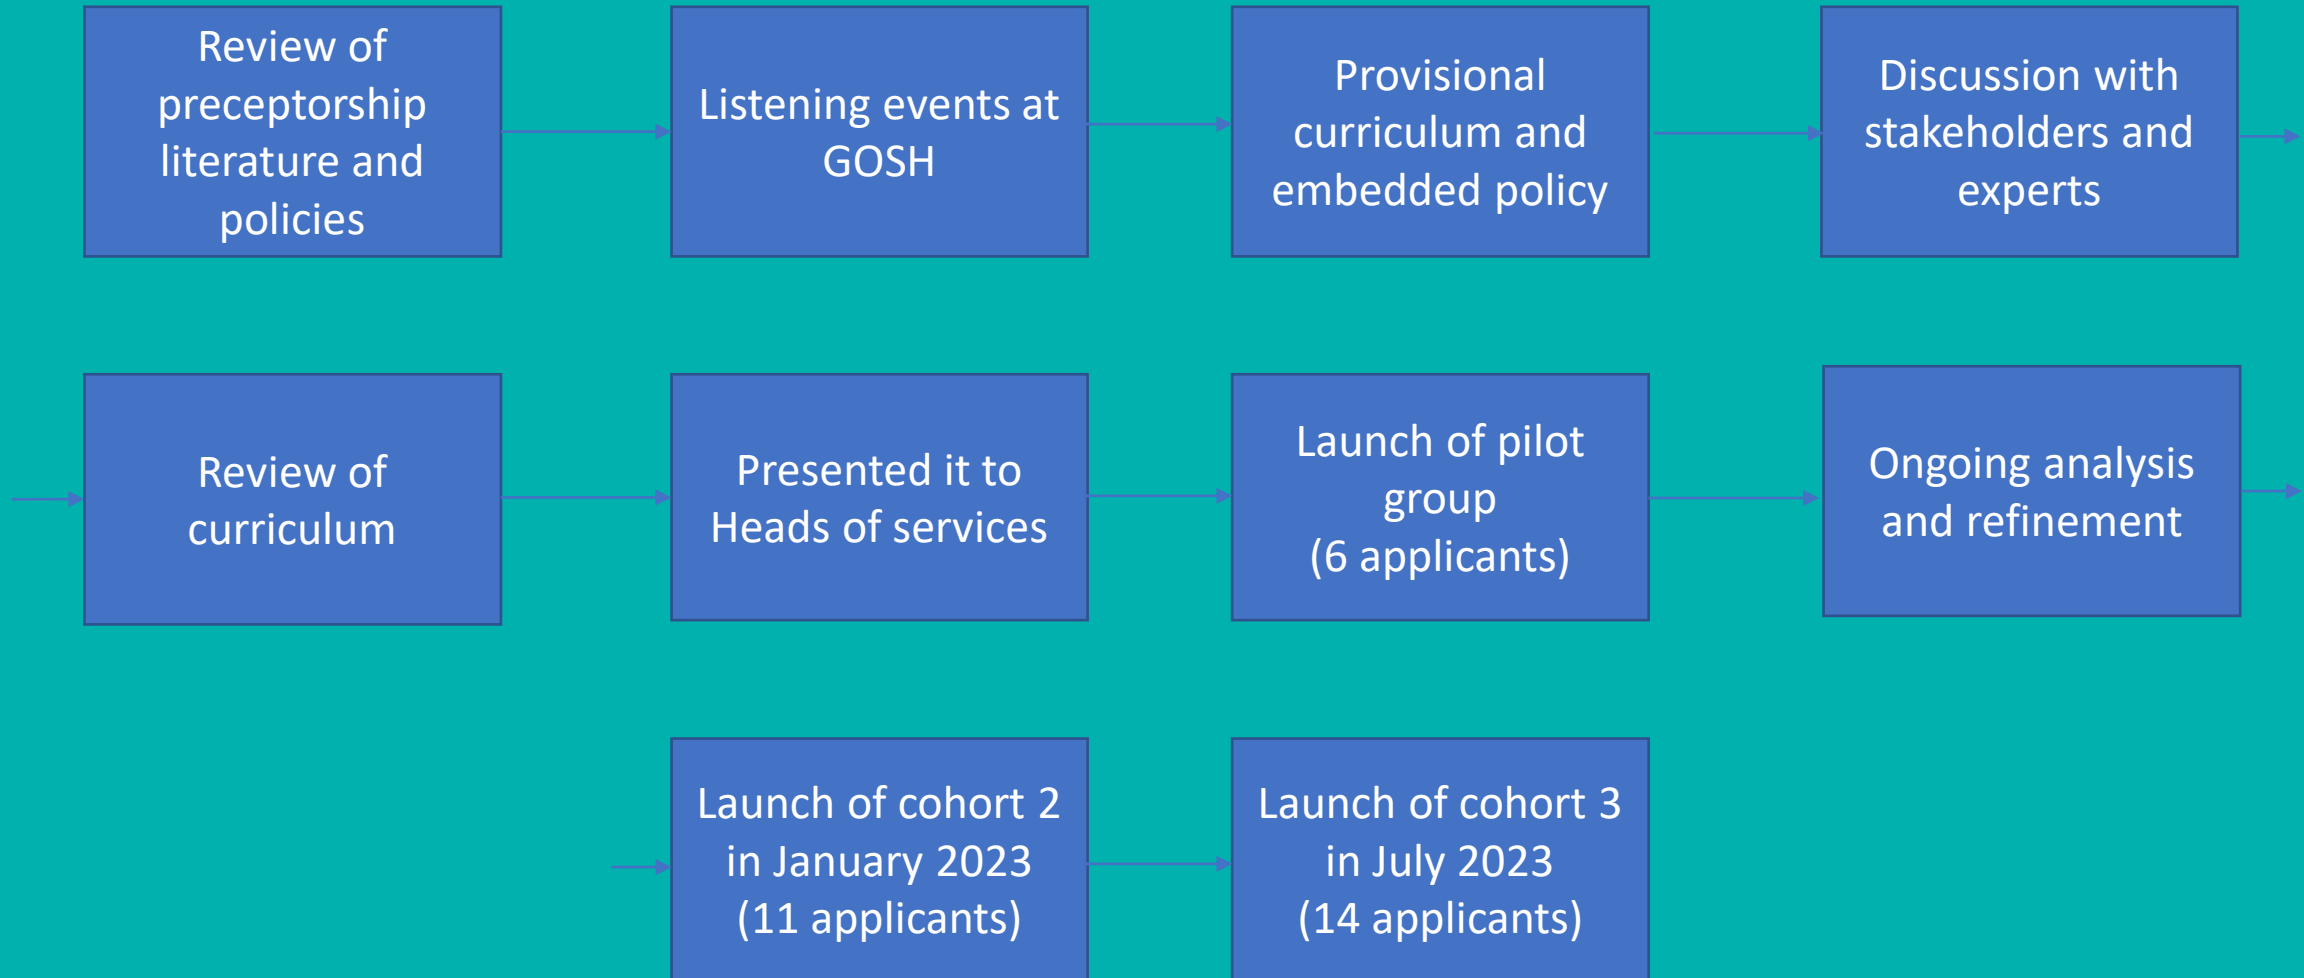 Review of
preceptorship
literature and
policies
Listening events at
GOSH
Provisional
curriculum and
embedded policy
Discussion with
stakeholders and
experts
Review of
curriculum
Presented it to
Heads of services
Launch of pilot
group
(6 applicants)
Ongoing analysis
and refinement
Launch of cohort 2
in January 2023
(11 applicants)
Launch of cohort 3
in July 2023
(14 applicants)